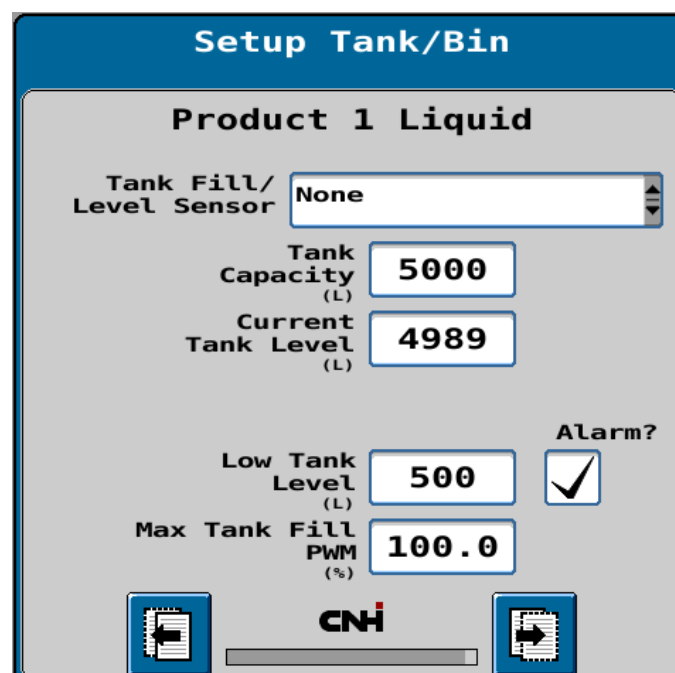 Setup Tank/Bin
Product 1 Liquid
Tank Fill/
Level Sensor
None
Tank
Capacity
(L)
5000
Current
Tank Level
(L)
4989
Alarm?
Low Tank
Level
(L)
500
Max Tank Fill
PWM
(%)
100.0
CNHi